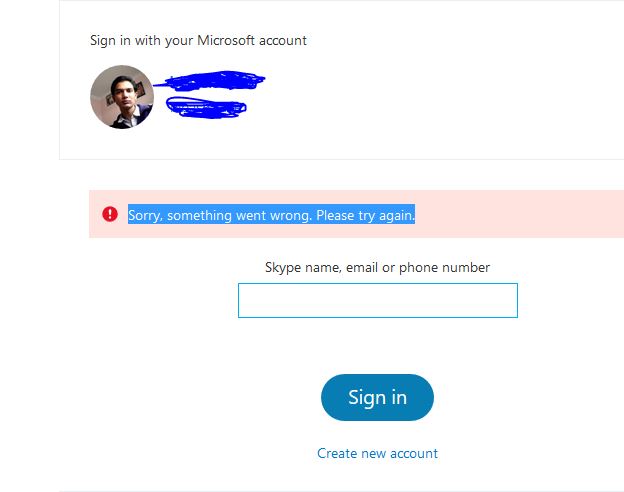 Sign in with your Microsoft account
Sorry, something went wrong. Please try again.
Skype name, email or phone number
Sign in
Create new account